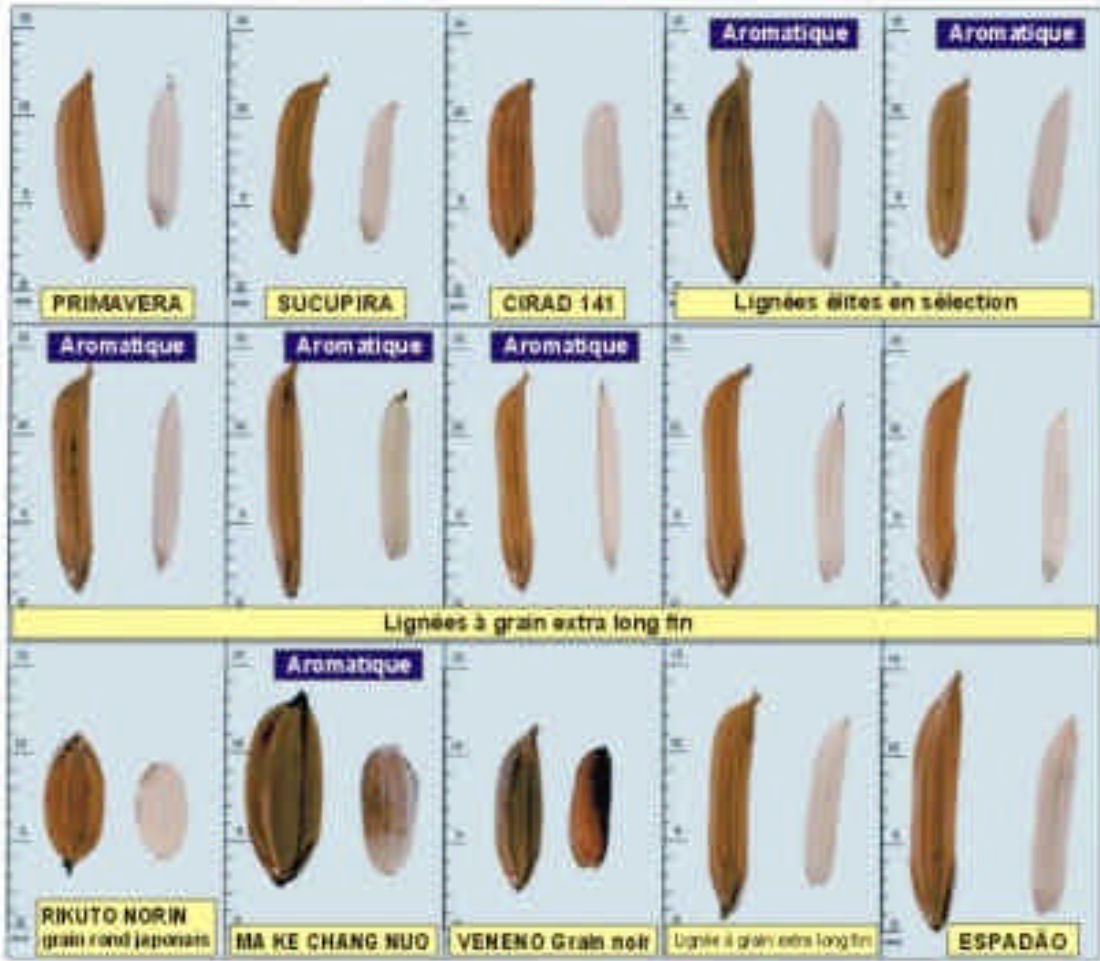 Aromatique
Aromatique
PRIMAVERA
SUCUPIRA
CIRAD 141
Lignées élites en sélection
Aromatique
Aromatique
Aromatique
Lignées à grain extra long fin
Aromatique
RIKUTO NORIN
grain rond japonais
MA KE CHANG NUO
VENENO Grain noir
Lignée à grain extra long fin
ESPADÃO